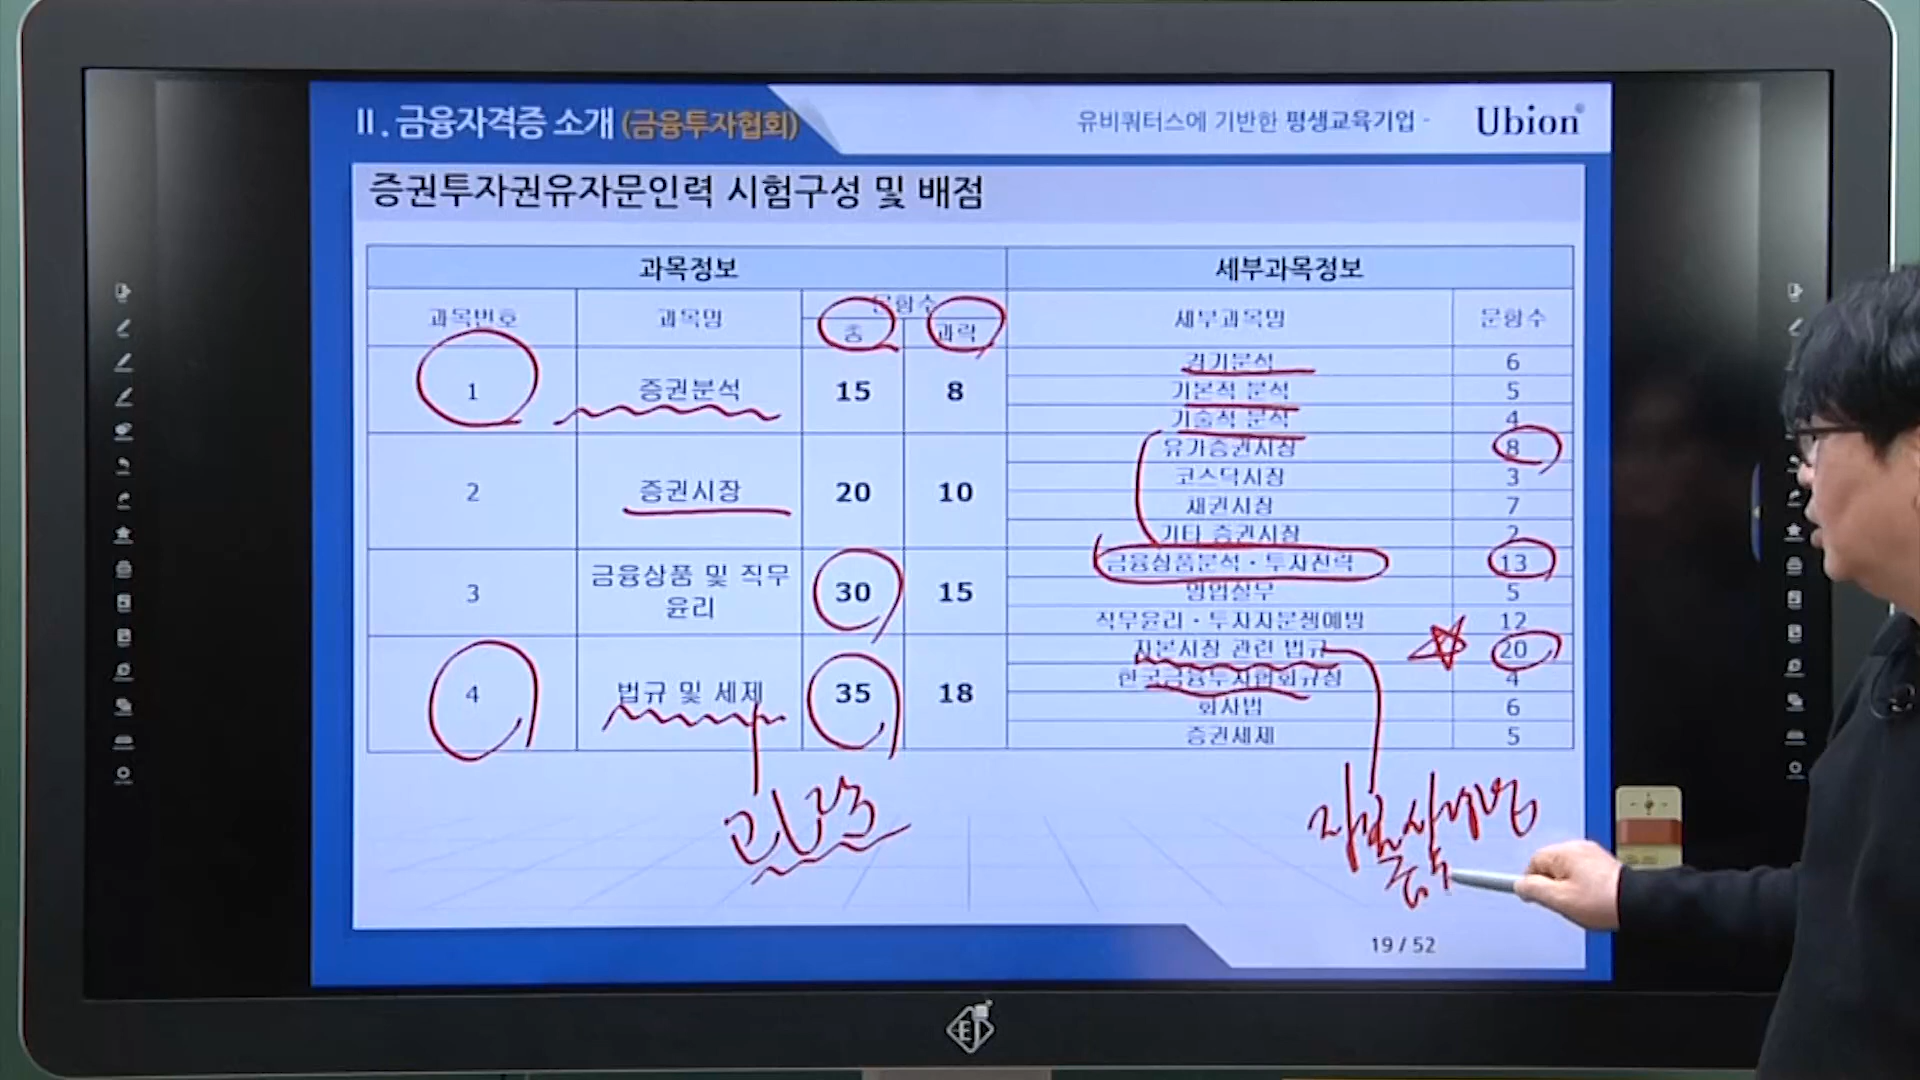 II. 금융자격증 소개 (금융투자협회)
유비쿼터스에 기반한 평생교육기업 -
Ubion
증권투자권유자문인력 시험구성 및 배점
과목정보
세부과목정보
과목번호
과목명
문항수
총
과락
세부과목명
문항수
1
증권분석
15
8
경기분석
6
기본적 분석
5
기술적 분석
4
2
증권시장
20
10
유가증권시장
8
코스닥시장
3
채권시장
7
기타 증권시장
2
3
금융상품 및 직무
윤리
30
15
금융상품분석·투자전략
13
영업실무
5
직무윤리·투자자분쟁예방
12
4
법규 및 세제
35
18
자본시장 관련 법규
20
한국금융투자협회규정
4
회사법
6
증권세제
5
과락
19 / 52